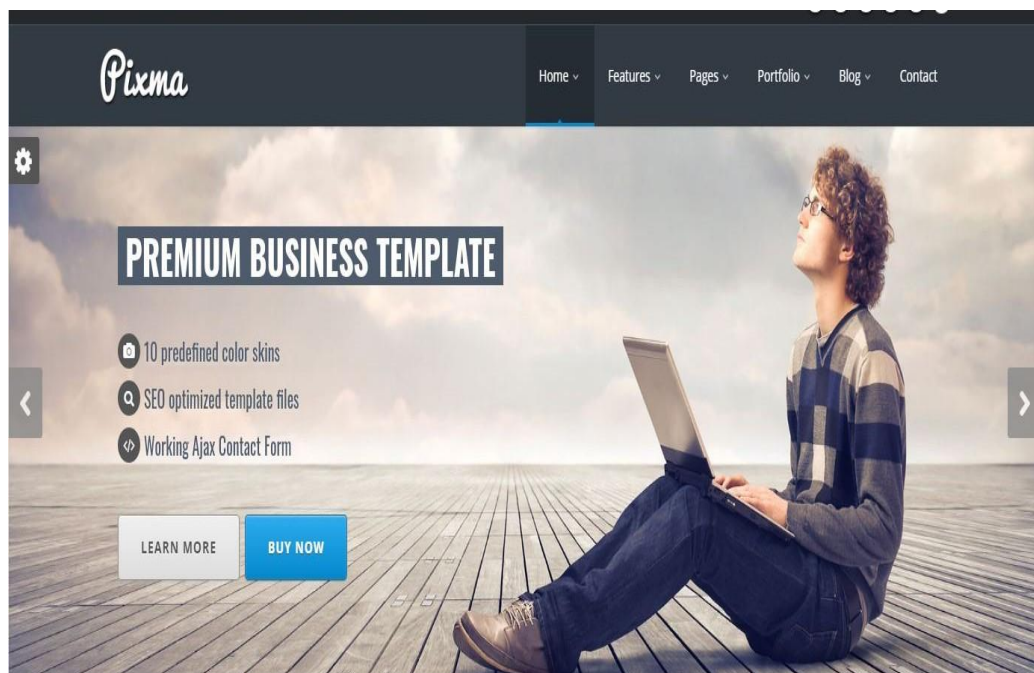 Pixma
Home Features Pages Portfolio Blog Contact
PREMIUM BUSINESS TEMPLATE
10 predefined color skins
SEO optimized template files
Working Ajax Contact Form
LEARN MORE BUY NOW